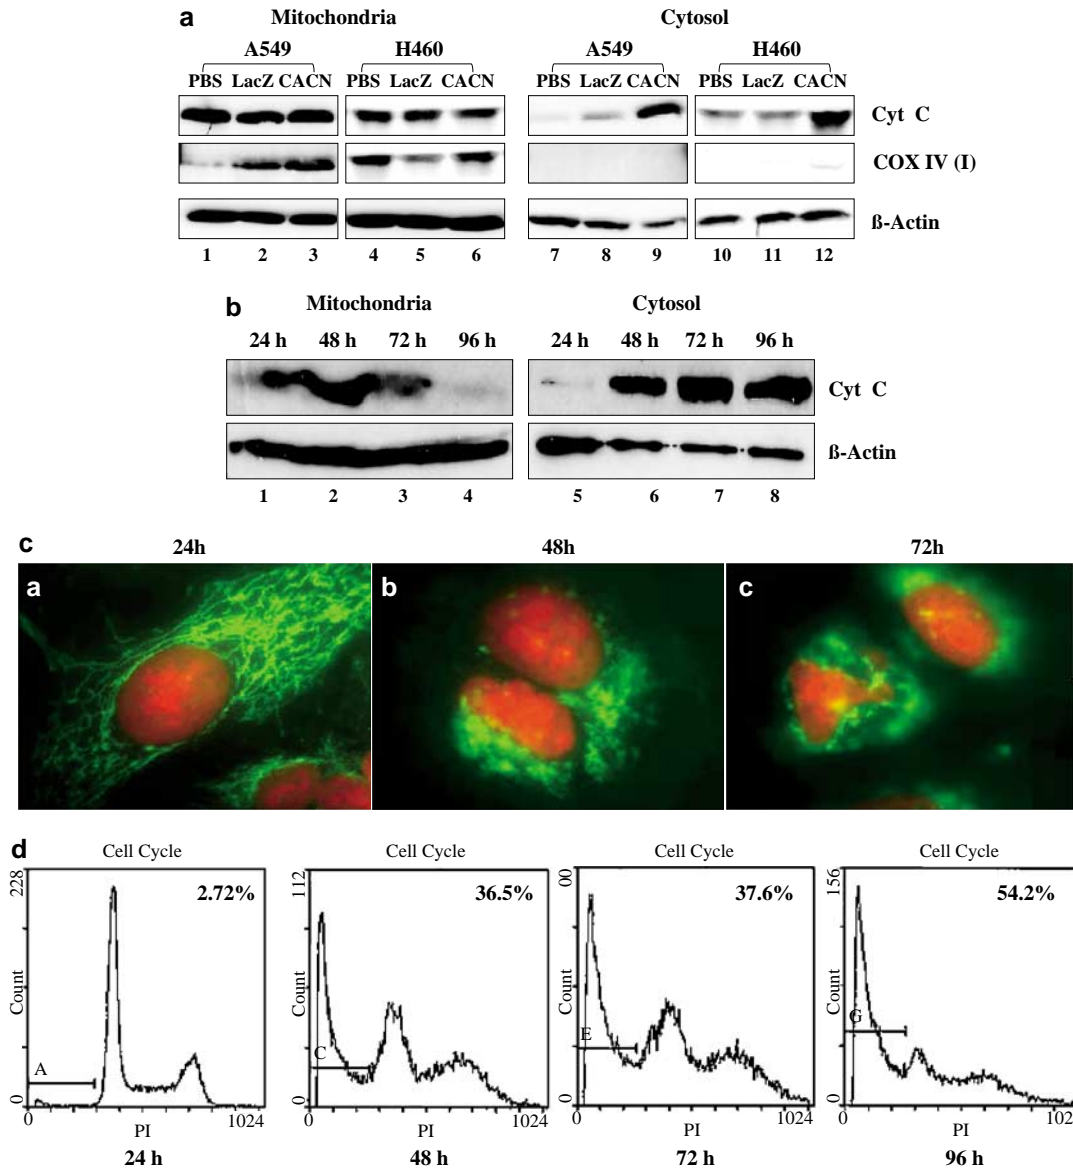 a
Mitochondria Cytosol
A549 H460 A549 H460
PBS LacZ CACN PBS LacZ CACN PBS LacZ CACN PBS LacZ CACN
Cyt C
COX IV (I)
ß-Actin
1 2 3 4 5 6 7 8 9 10 11 12
b
Mitochondria Cytosol
24 h 48 h 72 h 96 h 24 h 48 h 72 h 96 h
Cyt C
ß-Actin
1 2 3 4 5 6 7 8
c
24h 48h 72h
a b c
d
Cell Cycle Cell Cycle Cell Cycle Cell Cycle
228 112 00 156
2.72% 36.5% 37.6% 54.2%
Count Count Count Count
A C E G
0 0 0 0
0 1024 0 1024 0 1024 0 102
PI PI PI PI
24 h 48 h 72 h 96 h